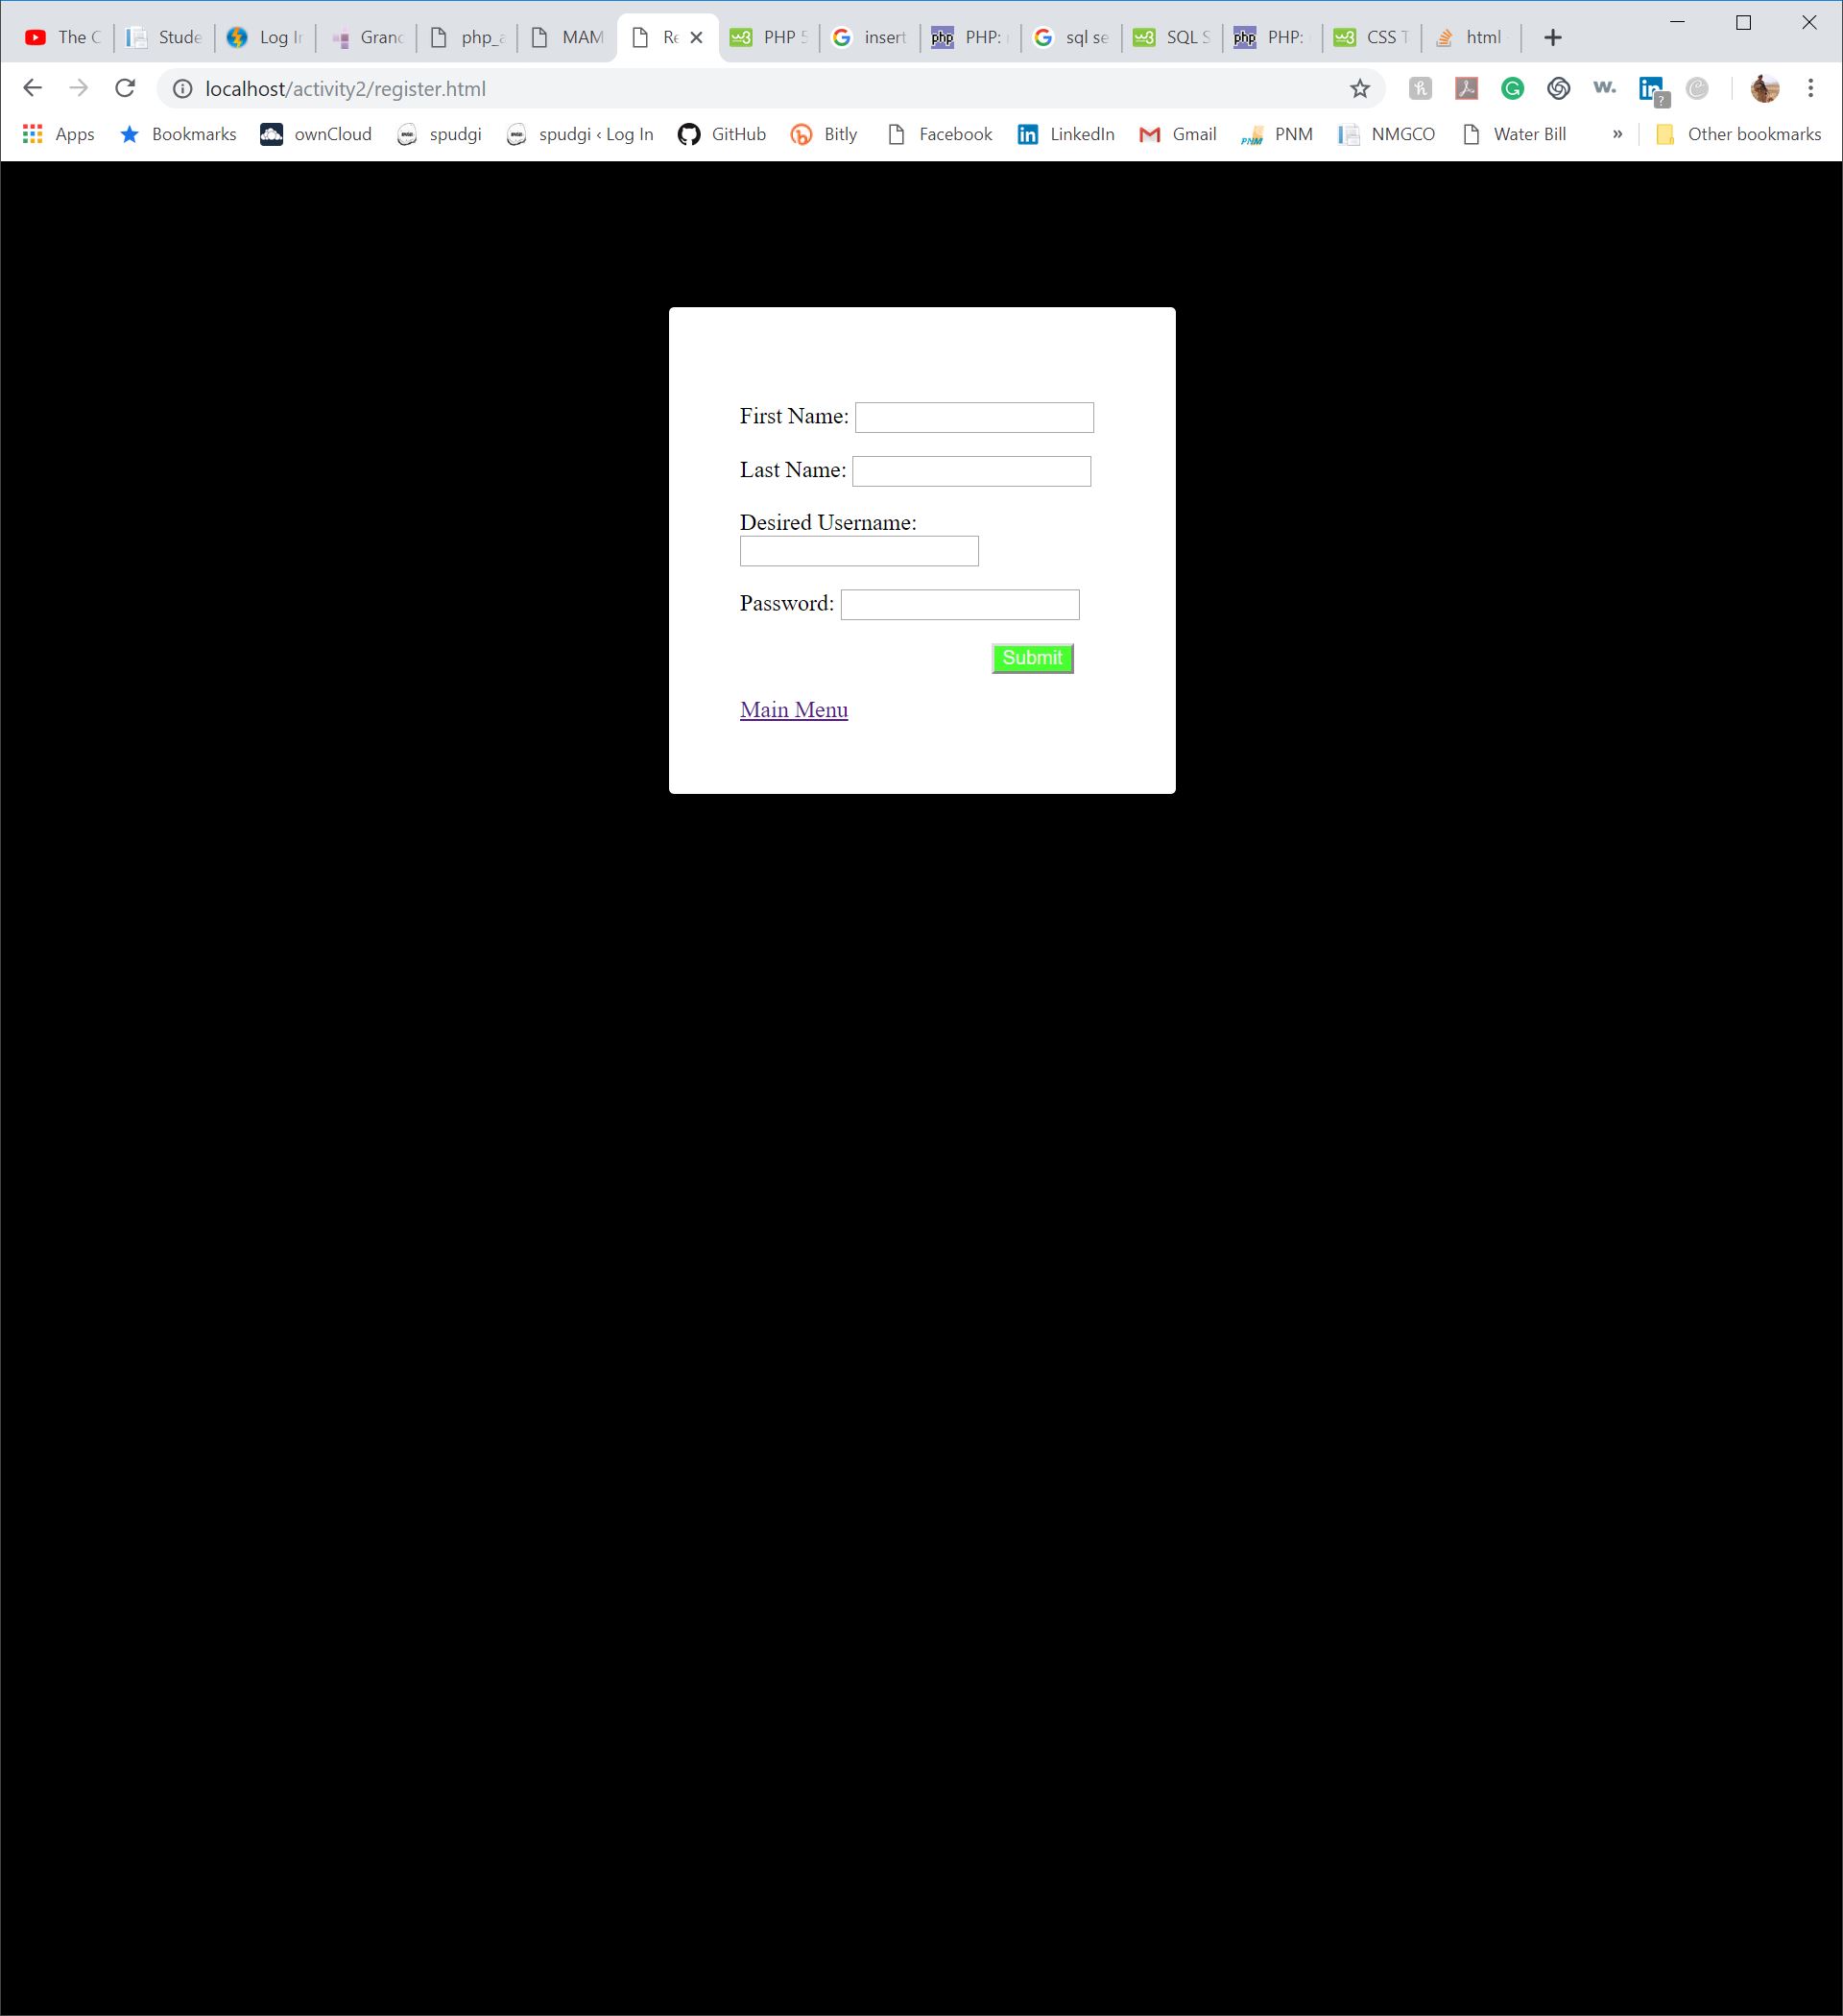 The C Stude Log In Grand php_a MAM Re PHP 5 insert PHP: sql se SQL S PHP: CSS T html
localhost/activity2/register.html
Apps Bookmarks ownCloud spudgi spudgi ‹ Log In GitHub Bitly Facebook LinkedIn Gmail PNM NMGCO Water Bill » Other bookmarks
First Name:
Last Name:
Desired Username:
Password:
Submit
Main Menu